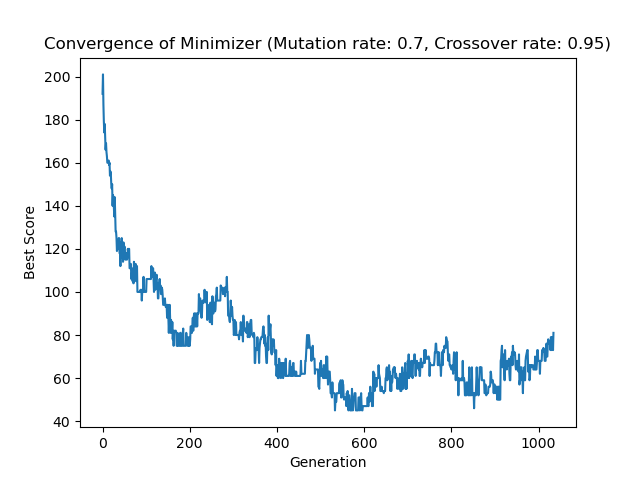 Convergence of Minimizer (Mutation rate: 0.7, Crossover rate: 0.95)
200
180
160
140
120
100
80
60
40
Best Score
0 200 400 600 800 1000
Generation